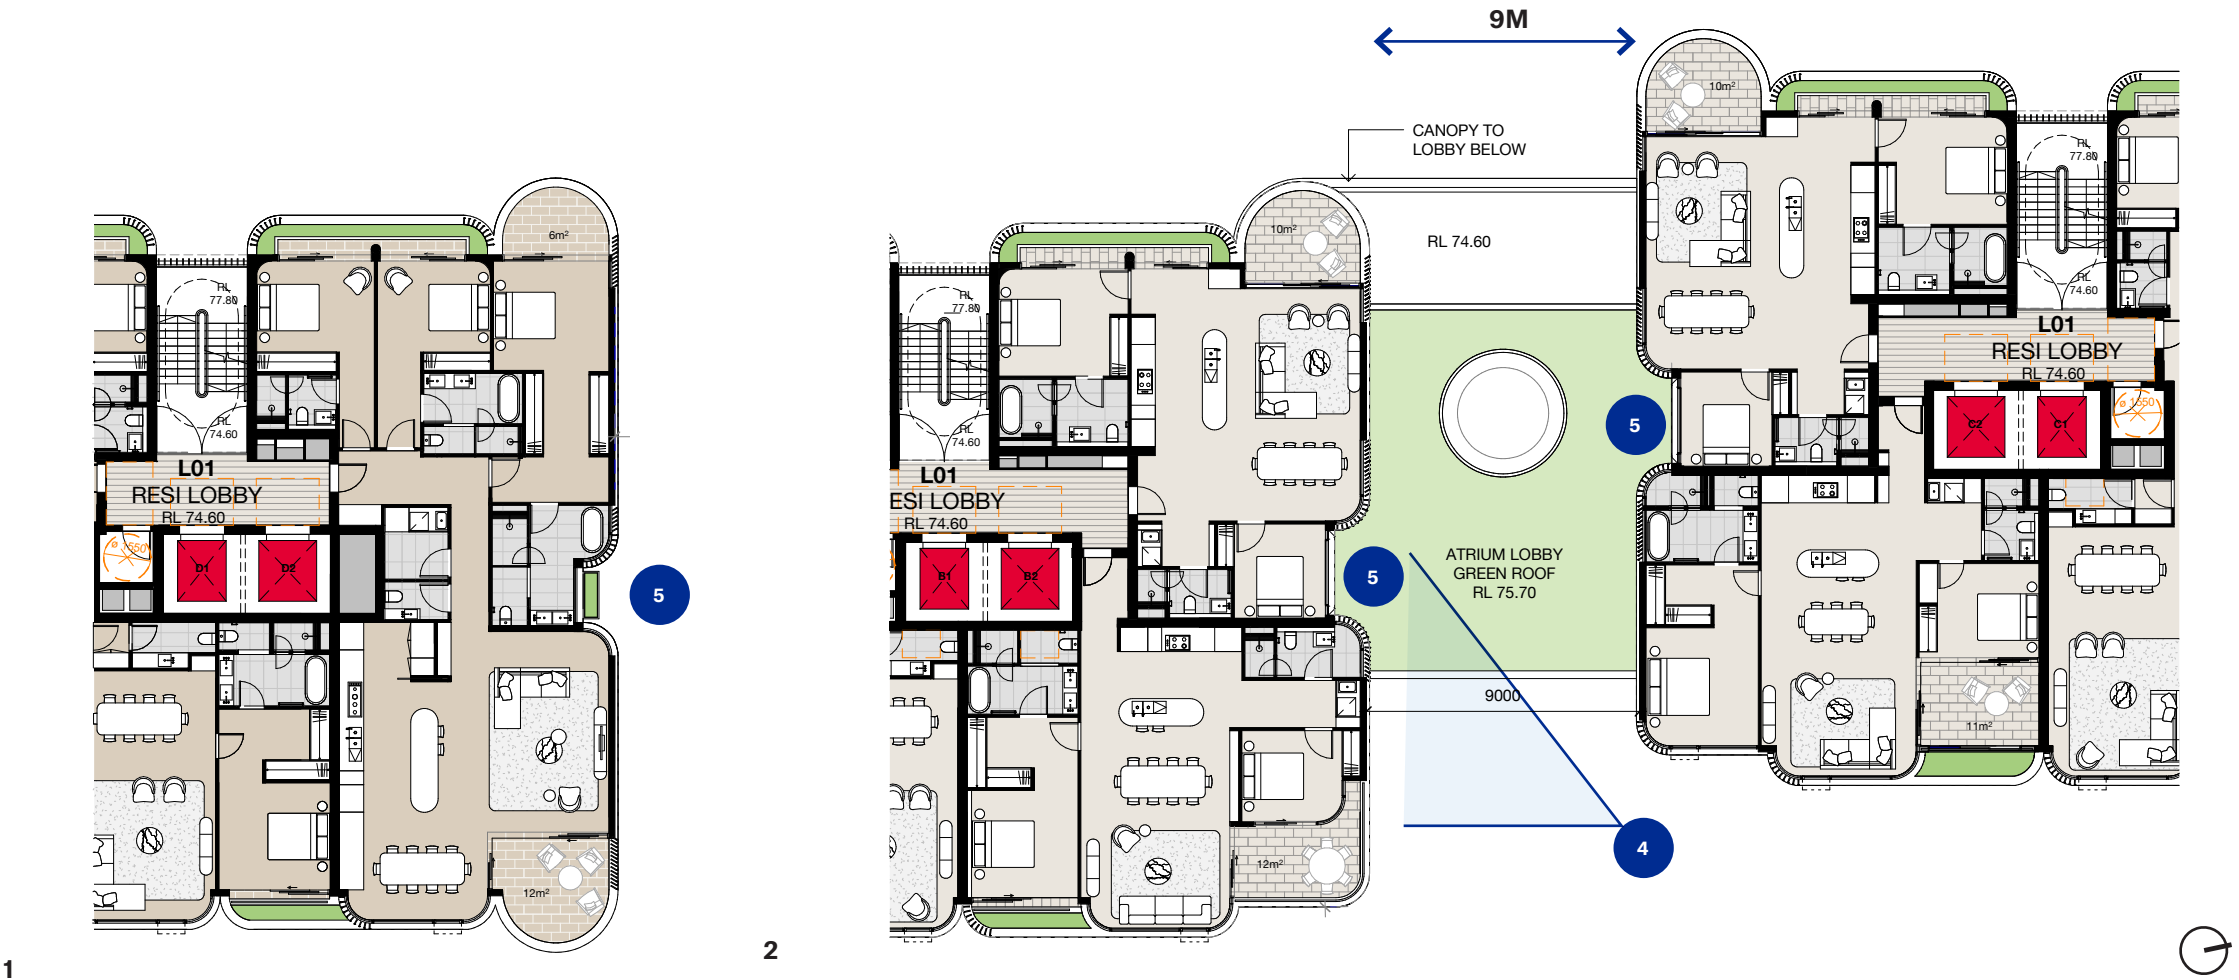 6m²
RL
77.80
RL
74.60
L01
RESI LOBBY
RL 74.60
ø 1550
D1
D2
5
12m²
1
9M
CANOPY TO
LOBBY BELOW
10m²
RL 74.60
RL
77.80
RL
74.60
L01
ESI LOBBY
RL 74.60
B1
B2
5
ATRIUM LOBBY
GREEN ROOF
RL 75.70
9000
12m²
4
10m²
RL
77.80
RL
74.60
L01
RESI LOBBY
RL 74.60
ø 1550
C2
C1
5
11m²
2